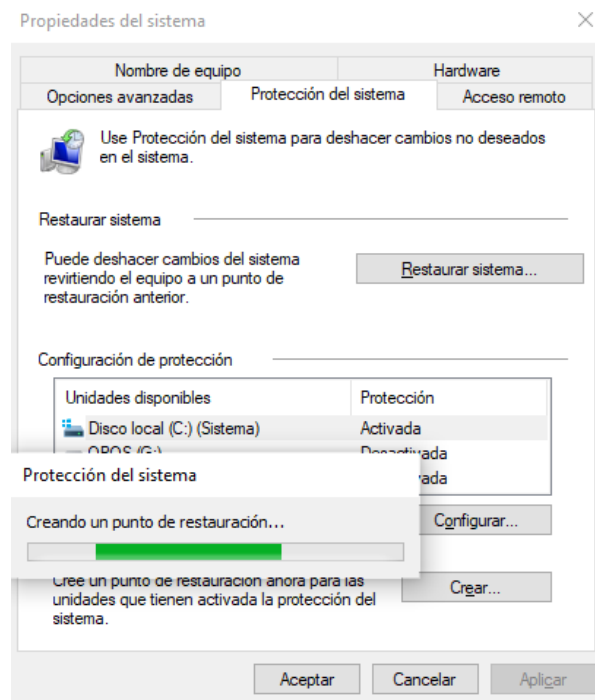 Propiedades del sistema
Nombre de equipo
Hardware
Opciones avanzadas
Protección del sistema
Acceso remoto
Use Protección del sistema para deshacer cambios no deseados
en el sistema.
Restaurar sistema
Puede deshacer cambios del sistema
revirtiendo el equipo a un punto de
restauración anterior.
Restaurar sistema...
Configuración de protección
Unidades disponibles
Protección
Disco local (C:) (Sistema)
Activada
Protección del sistema
Creando un punto de restauración...
Configurar...
Cree un punto de restauración ahora para las
unidades que tienen activada la protección del
sistema.
Crear...
Aceptar
Cancelar
Aplicar